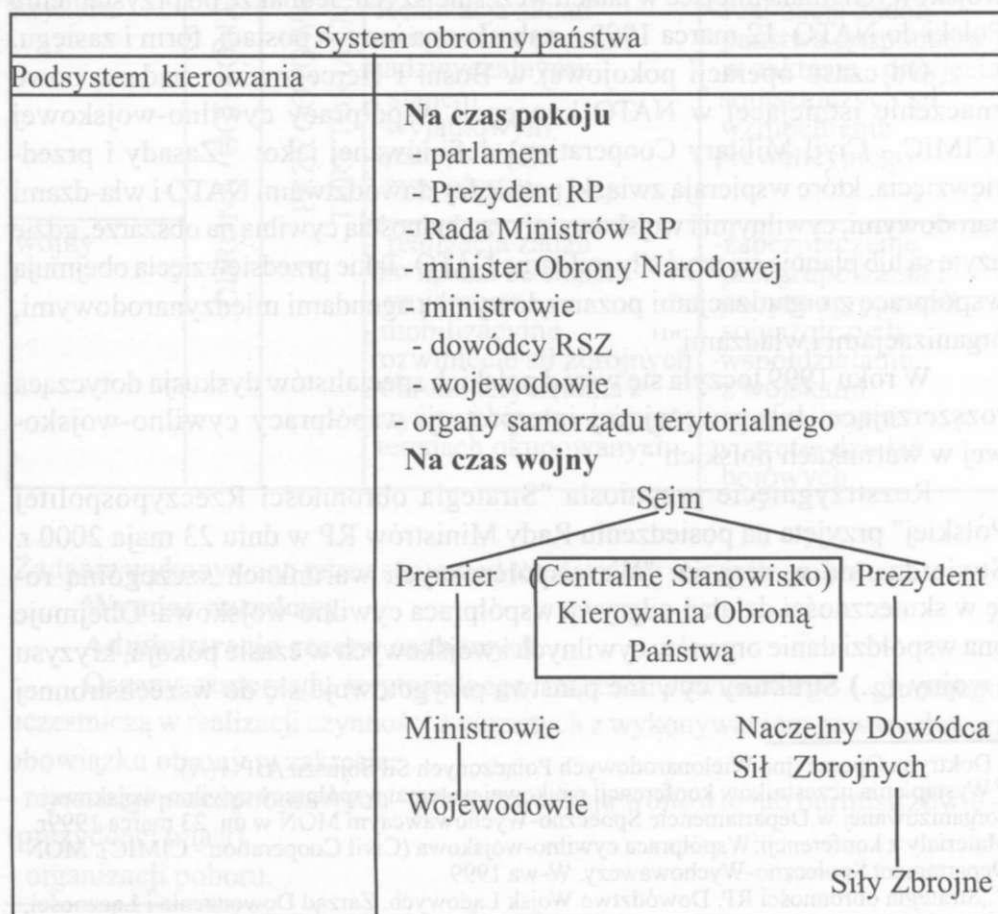 System obronny państwa
Podsystem kierowania
Na czas pokoju
- parlament
- Prezydent RP
- Rada Ministrów RP
- minister Obrony Narodowej
- ministrowie
- dowódcy RSZ
- wojewodowie
- organy samorządu terytorialnego
Na czas wojny
Sejm
Premier (Centralne Stanowisko) Prezydent
Kierowania Obroną
Państwa
Ministrowie Naczelny Dowódca
Sił Zbrojnych
Wojewodowie
Siły Zbrojne